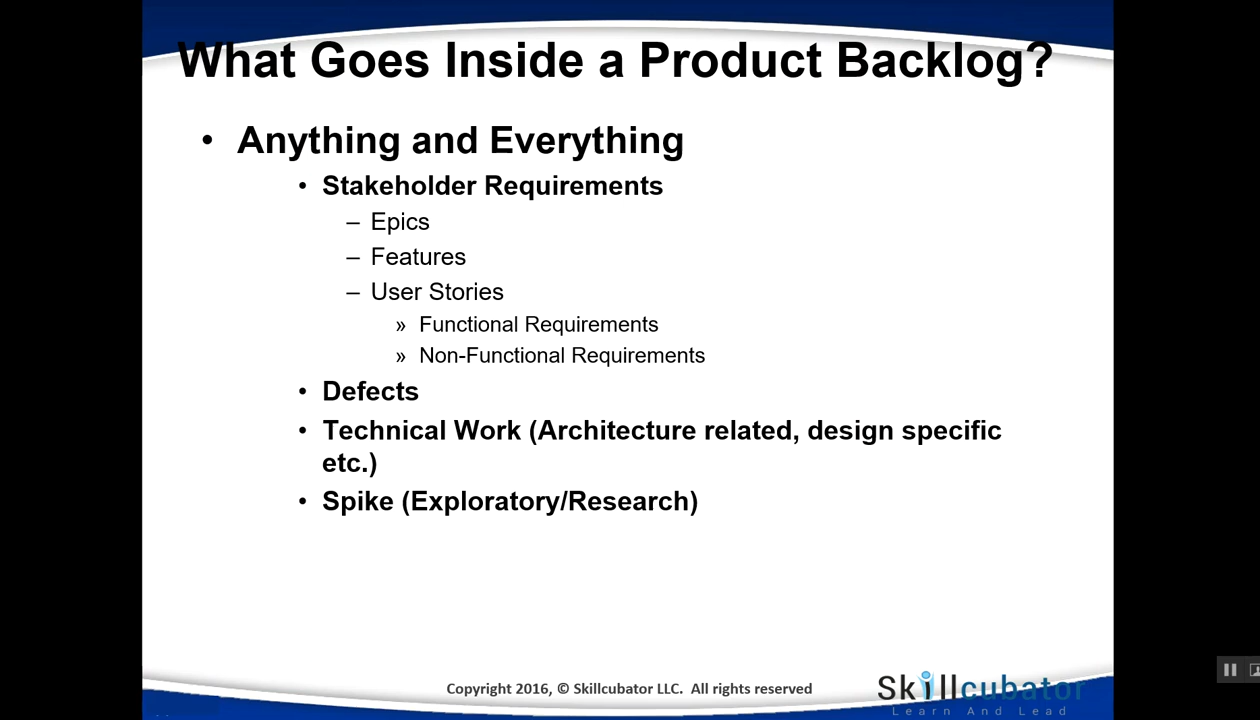 What Goes Inside a Product Backlog?
• Anything and Everything
• Stakeholder Requirements
– Epics
– Features
– User Stories
» Functional Requirements
» Non-Functional Requirements
• Defects
• Technical Work (Architecture related, design specific
etc.)
• Spike (Exploratory/Research)
Copyright 2016, © Skillcubator LLC. All rights reserved
Skillcubator
Learn And Lead